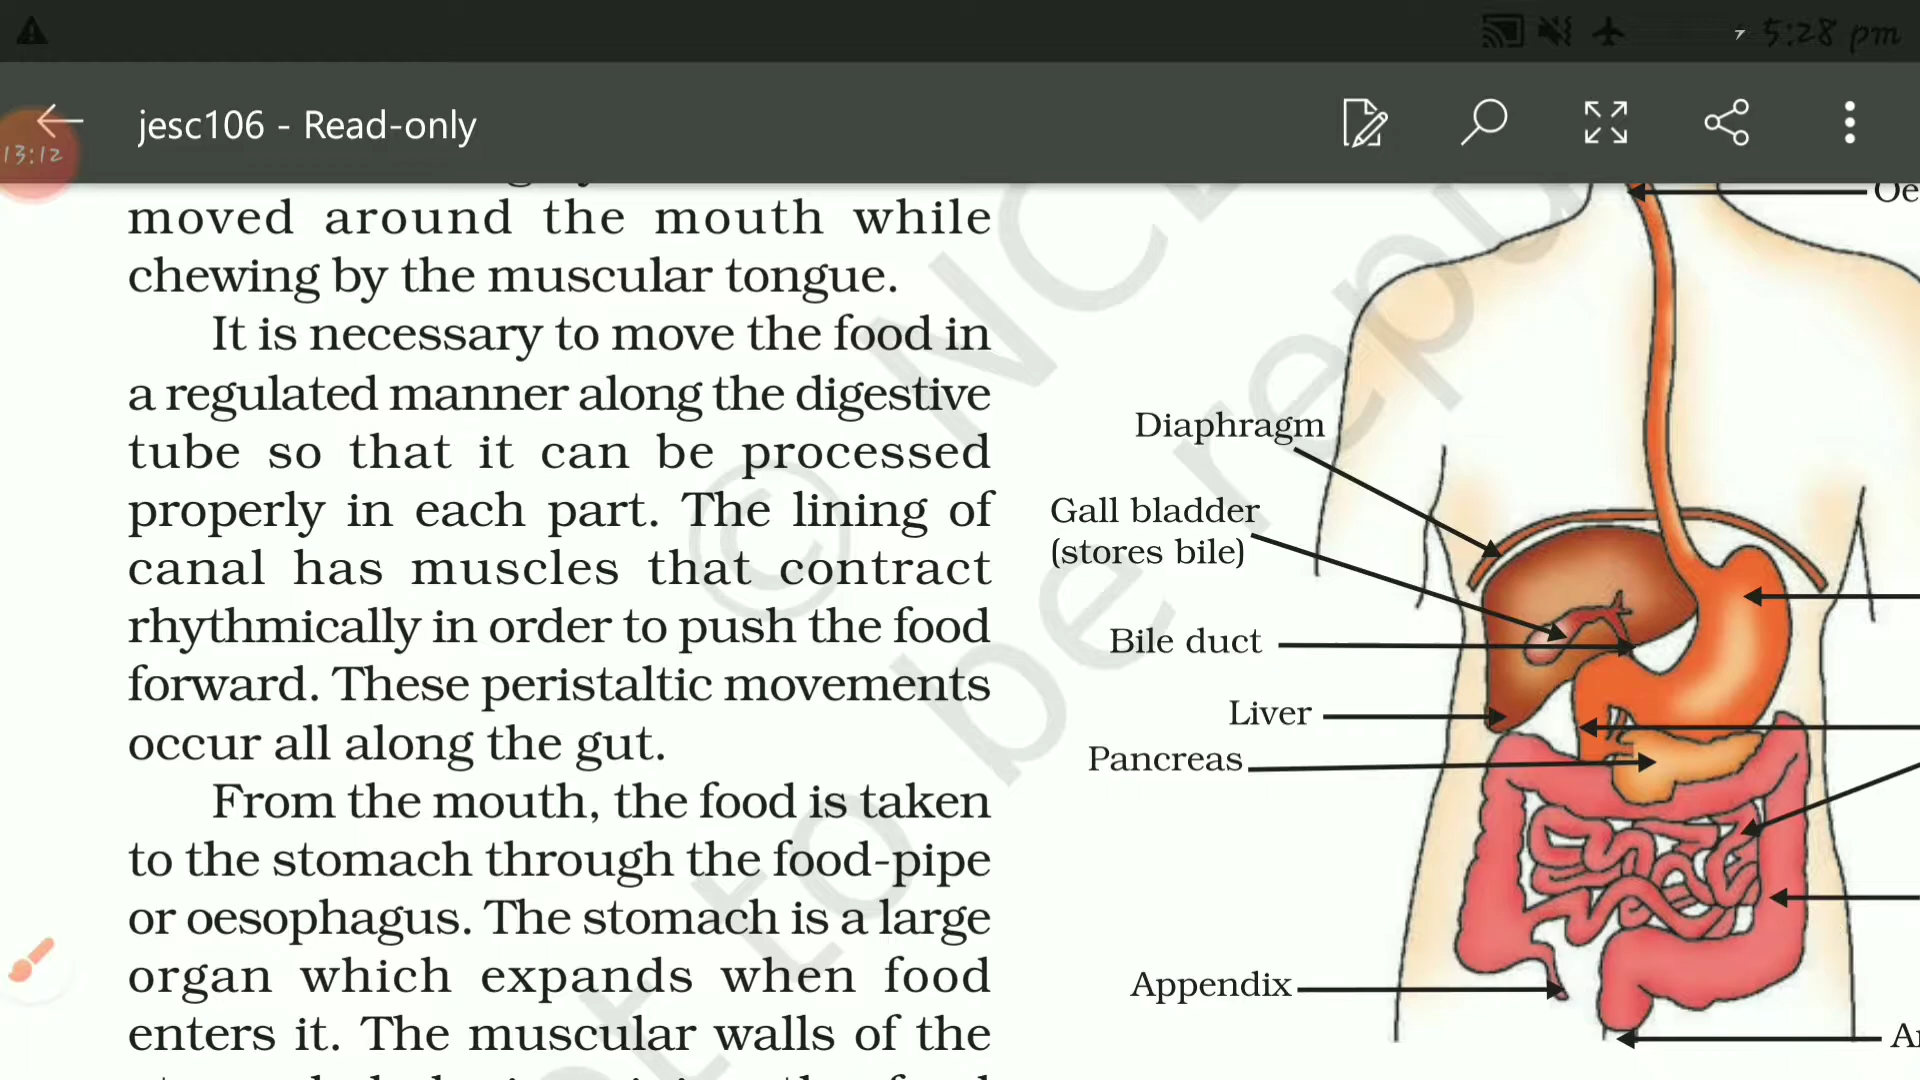 5:28 pm
jesc106 - Read-only
13:12
moved around the mouth while
chewing by the muscular tongue.
It is necessary to move the food in
a regulated manner along the digestive
tube so that it can be processed
properly in each part. The lining of
canal has muscles that contract
rhythmically in order to push the food
forward. These peristaltic movements
occur all along the gut.
From the mouth, the food is taken
to the stomach through the food-pipe
or oesophagus. The stomach is a large
organ which expands when food
enters it. The muscular walls of the
Oe
Diaphragm
Gall bladder
(stores bile)
Bile duct
Liver
Pancreas
Appendix
© NCE
t to be repu